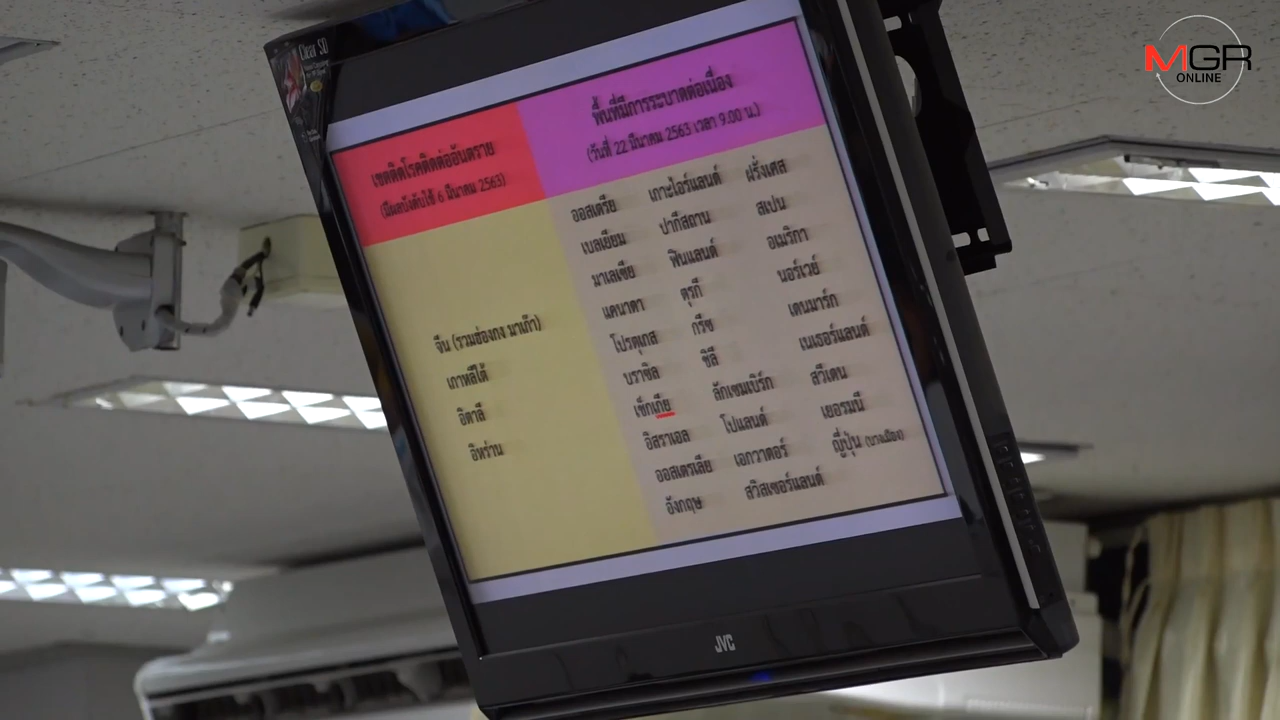 MGR
ONLINE
Clear SD
เขตติดโรคติดต่ออันตราย
(มีผลบังคับใช้ 6 มีนาคม 2563)
จีน (รวมฮ่องกง มาเก๊า)
เกาหลีใต้
อิตาลี
อิหร่าน
พื้นที่มีการระบาดต่อเนื่อง
(วันที่ 22 มีนาคม 2563 เวลา 9.00 น.)
ออสเตรีย เกาะไอร์แลนด์ ฝรั่งเศส
เบลเยียม ปากีสถาน สเปน
มาเลเซีย ฟินแลนด์ อเมริกา
แคนาดา ตุรกี นอร์เวย์
โปรตุเกส กรีซ เดนมาร์ก
บราซิล ชิลี เนเธอร์แลนด์
เช็กเกีย ลักเซมเบิร์ก สวีเดน
อิสราเอล โปแลนด์ เยอรมนี
ออสเตรเลีย เอกวาดอร์ ญี่ปุ่น (บางเมือง)
อังกฤษ สวิสเซอร์แลนด์
JVC